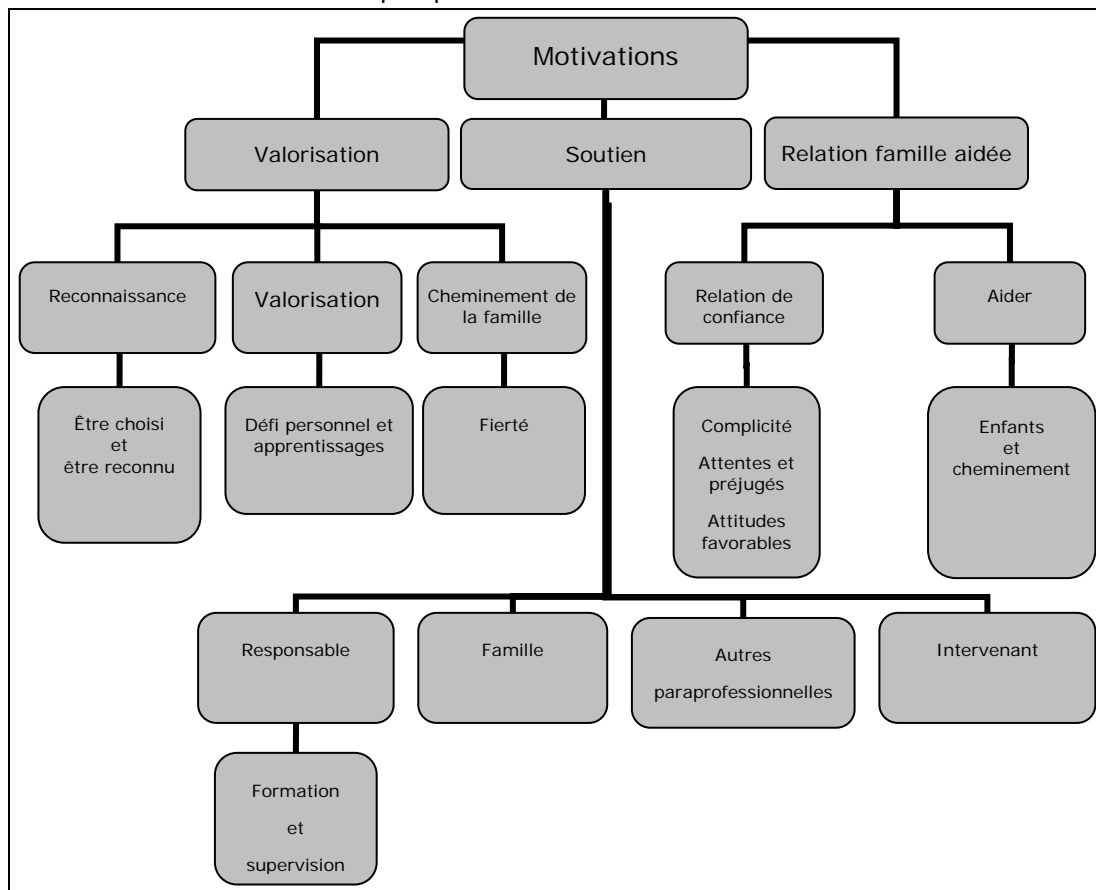 Motivations
Valorisation
Soutien
Relation famille aidée
Reconnaissance
Valorisation
Cheminement de
la famille
Relation de
confiance
Aider
Être choisi
et
être reconnu
Défi personnel et
apprentissages
Fierté
Complicité
Attentes et
préjugés
Attitudes
favorables
Enfants
et
cheminement
Responsable
Famille
Autres
paraprofessionnelles
Intervenant
Formation
et
supervision